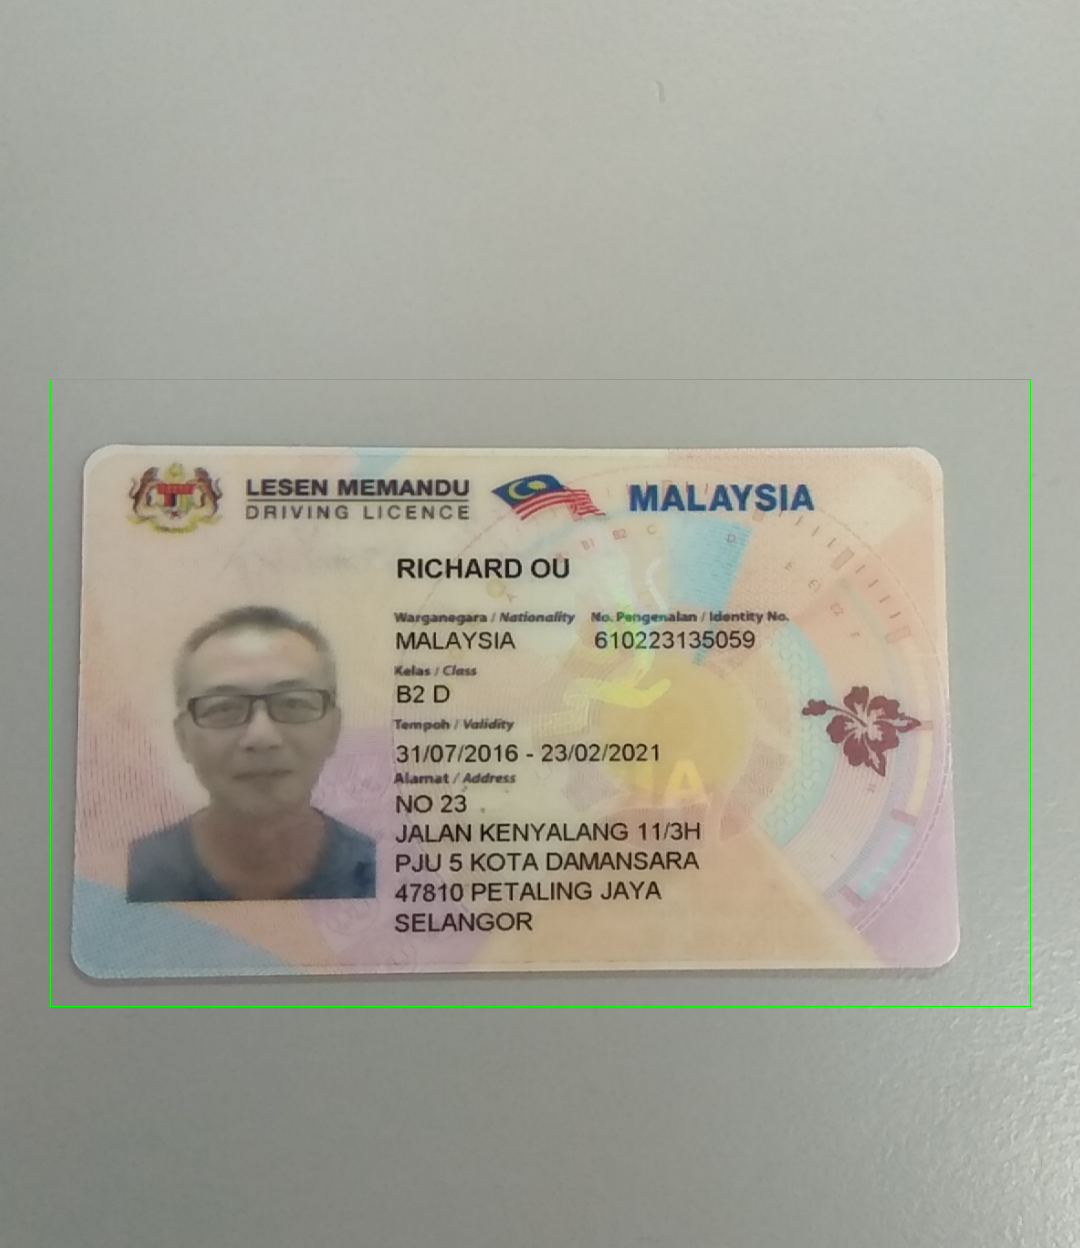 LESEN MEMANDU
DRIVING LICENCE
MALAYSIA
RICHARD OU
Warganegara / Nationality No. Pengenalan / Identity No.
MALAYSIA 610223135059
Kelas / Class
B2 D
Tempoh / Validity
31/07/2016 - 23/02/2021
Alamat / Address
NO 23
JALAN KENYALANG 11/3H
PJU 5 KOTA DAMANSARA
47810 PETALING JAYA
SELANGOR